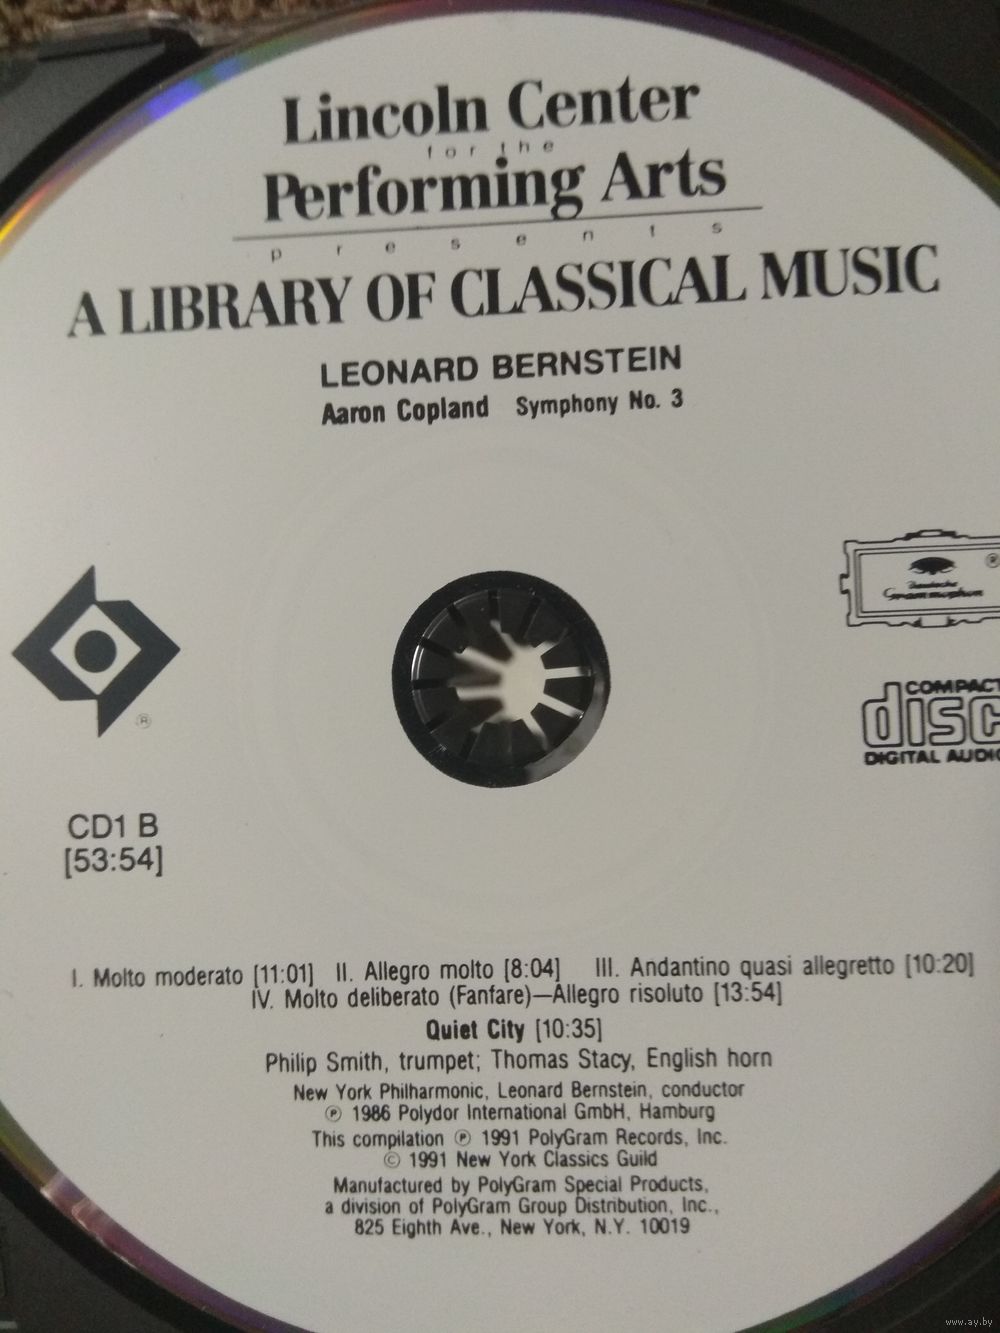 Lincoln Center
for the
Performing Arts
presents
A LIBRARY OF CLASSICAL MUSIC
LEONARD BERNSTEIN
Aaron Copland Symphony No. 3
®
Deutsche
Grammophon
COMPACT
disc
DIGITAL AUDIO
®
CD1 B
[53:54]
I. Molto moderato [11:01] II. Allegro molto [8:04] III. Andantino quasi allegretto [10:20]
IV. Molto deliberato (Fanfare)—Allegro risoluto [13:54]
Quiet City [10:35]
Philip Smith, trumpet; Thomas Stacy, English horn
New York Philharmonic, Leonard Bernstein, conductor
℗ 1986 Polydor International GmbH, Hamburg
This compilation ℗ 1991 PolyGram Records, Inc.
© 1991 New York Classics Guild
Manufactured by PolyGram Special Products,
a division of PolyGram Group Distribution, Inc.,
825 Eighth Ave., New York, N.Y. 10019
www.ay.by